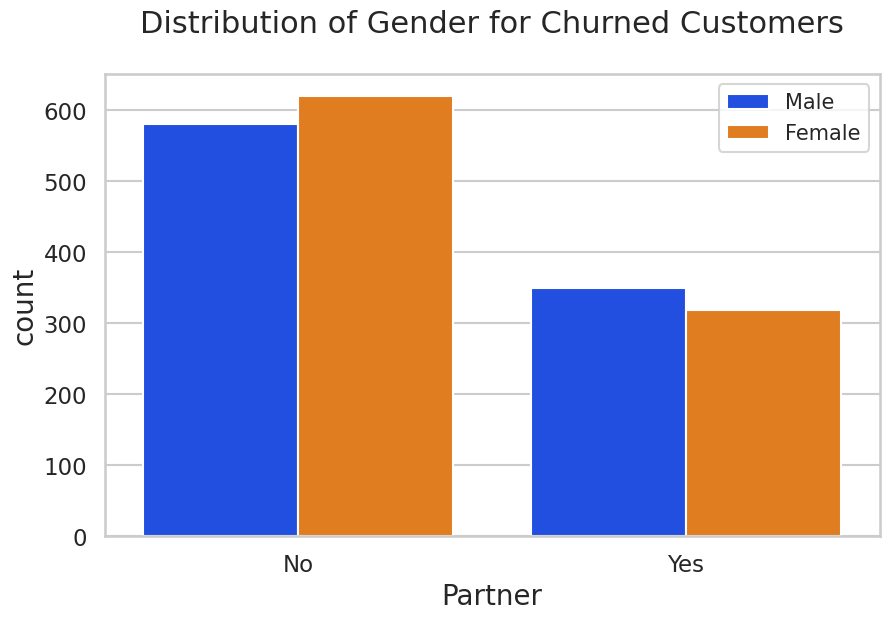 Distribution of Gender for Churned Customers
Male
Female
600
500
400
300
200
100
0
count
No
Yes
Partner